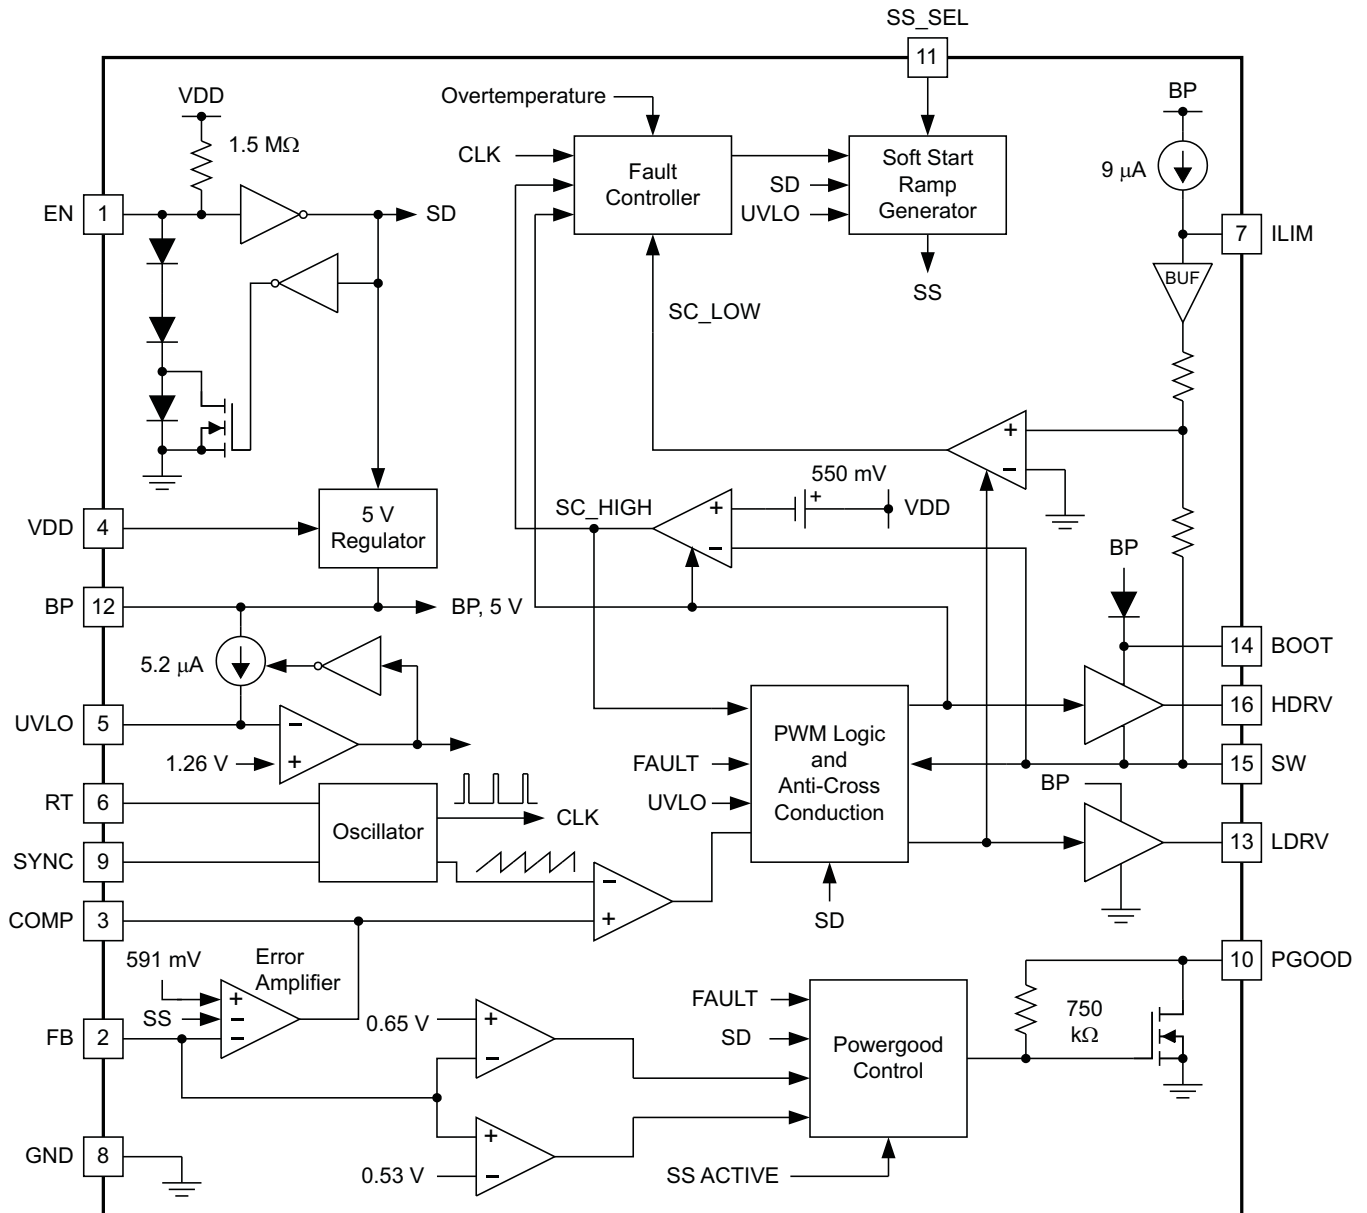 SS_SEL
11
VDD
1.5 MΩ
Overtemperature
CLK
Fault
Controller
Soft Start
Ramp
Generator
SD
UVLO
SS
BP
9 μA
7
ILIM
BUF
EN
1
SD
SC_LOW
+
−
SC_HIGH
550 mV
+
VDD
+
−
VDD
4
5 V
Regulator
BP
12
BP, 5 V
5.2 μA
UVLO
5
−
+
1.26 V
BP
14
BOOT
16
HDRV
15
SW
PWM Logic
and
Anti-Cross
Conduction
FAULT
UVLO
SD
BP
13
LDRV
RT
6
Oscillator
CLK
SYNC
9
−
+
COMP
3
591 mV
Error
Amplifier
+
−
−
SS
FB
2
0.65 V
+
−
+
−
0.53 V
FAULT
SD
Powergood
Control
SS ACTIVE
750
kΩ
10
PGOOD
GND
8